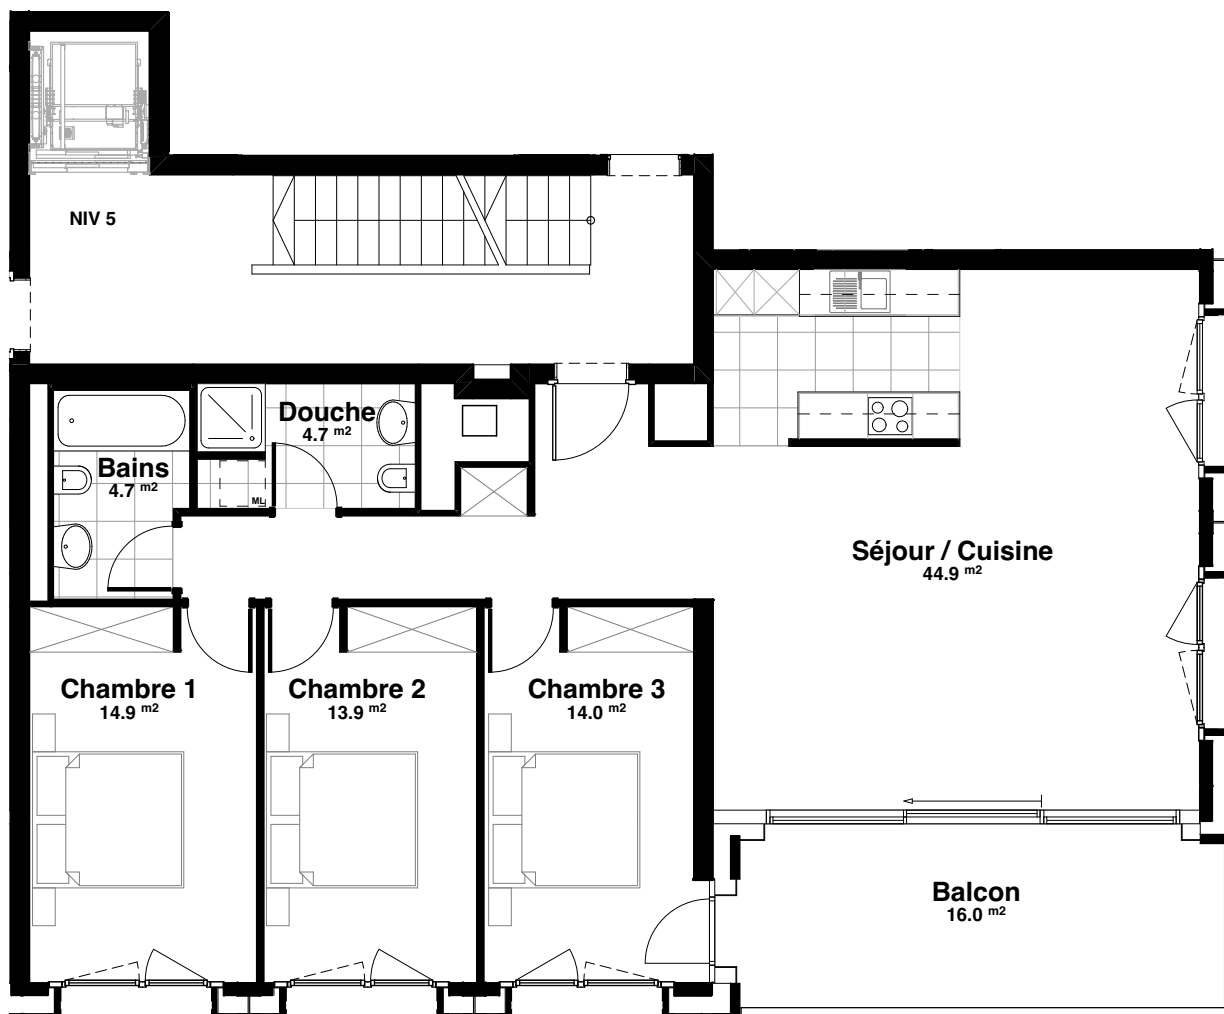 NIV 5
Douche
4.7 m2
Bains
4.7 m2
ML
Séjour / Cuisine
44.9 m2
Chambre 1
14.9 m2
Chambre 2
13.9 m2
Chambre 3
14.0 m2
Balcon
16.0 m2